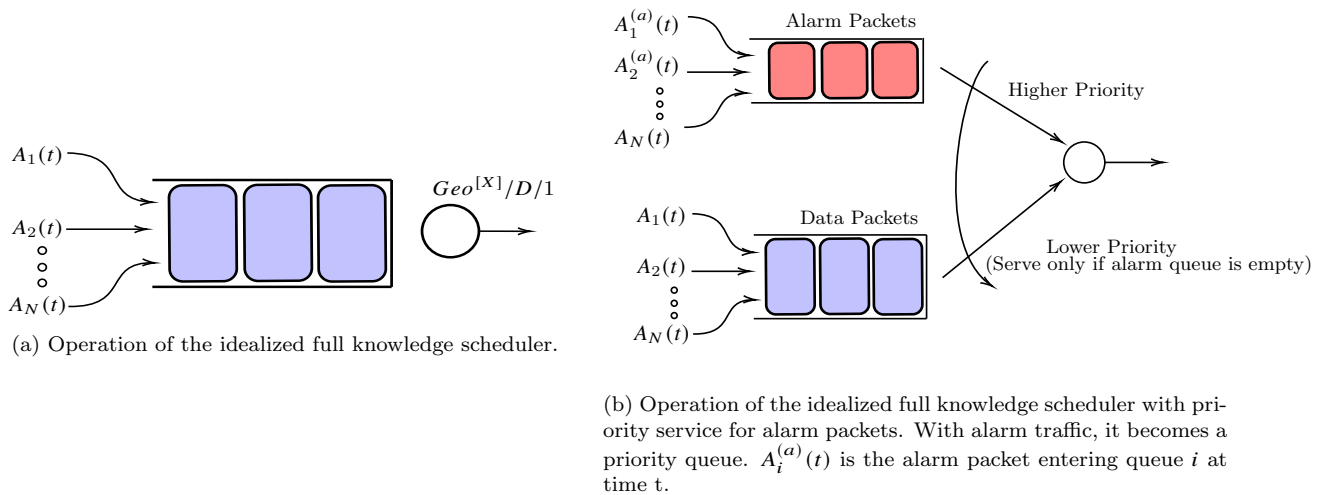 A_1(t)
A_2(t)
A_N(t)
Geo^{[X]}/D/1
(a) Operation of the idealized full knowledge scheduler.
A_1^{(a)}(t)
A_2^{(a)}(t)
A_N(t)
Alarm Packets
Higher Priority
A_1(t)
A_2(t)
A_N(t)
Data Packets
Lower Priority
(Serve only if alarm queue is empty)
(b) Operation of the idealized full knowledge scheduler with pri-
ority service for alarm packets. With alarm traffic, it becomes a
priority queue. A_i^{(a)}(t) is the alarm packet entering queue i at
time t.